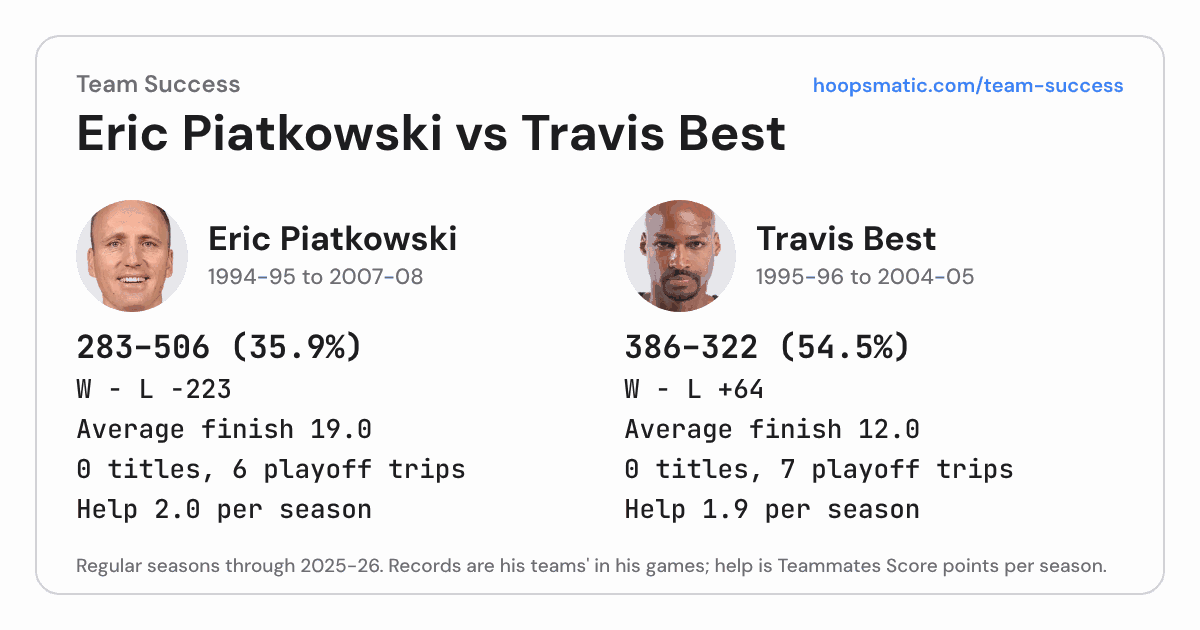 Team Success
hoopsmatic.com/team-success
Eric Piatkowski vs Travis Best
Eric Piatkowski
1994–95 to 2007–08
283–506 (35.9%)
W - L -223
Average finish 19.0
0 titles, 6 playoff trips
Help 2.0 per season
Travis Best
1995–96 to 2004–05
386–322 (54.5%)
W - L +64
Average finish 12.0
0 titles, 7 playoff trips
Help 1.9 per season
Regular seasons through 2025-26. Records are his teams' in his games; help is Teammates Score points per season.